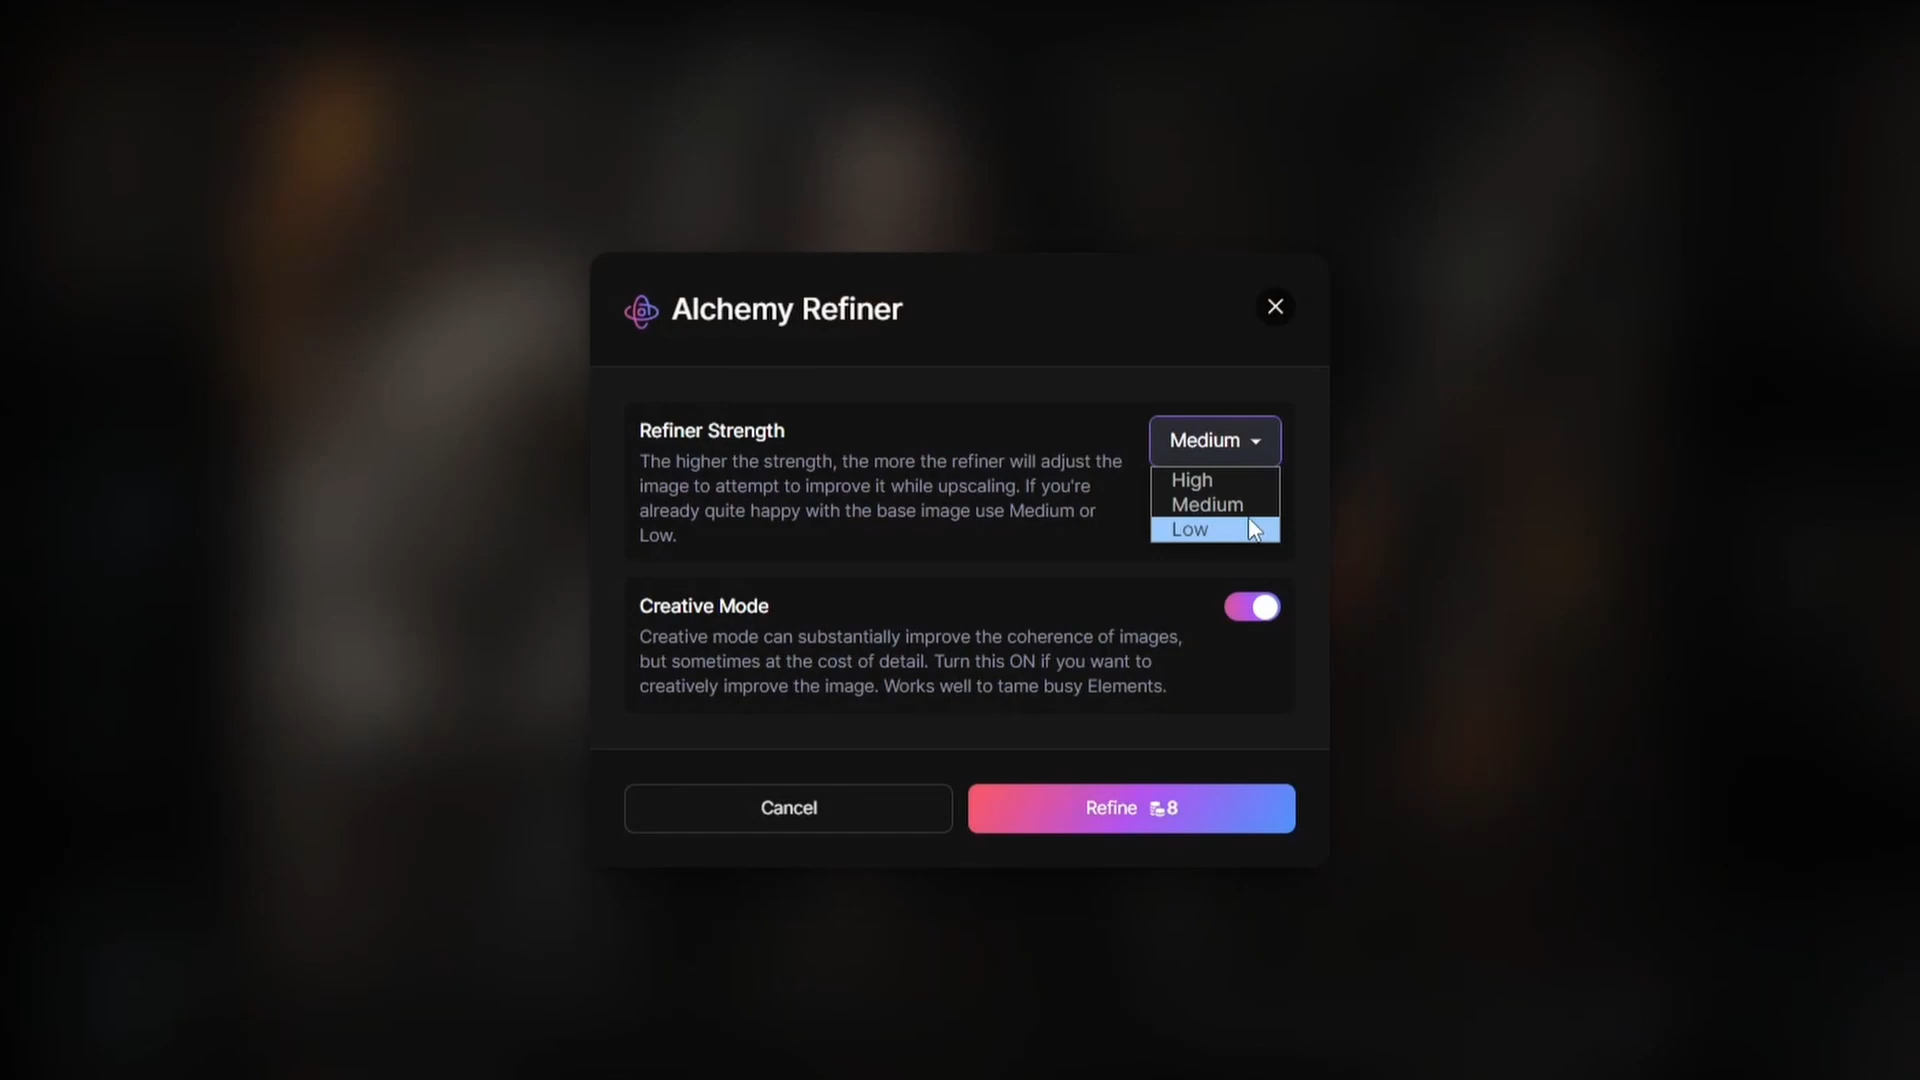 Alchemy Refiner
Refiner Strength
The higher the strength, the more the refiner will adjust the
image to attempt to improve it while upscaling. If you're
already quite happy with the base image use Medium or
Low.
Medium
High
Medium
Low
Creative Mode
Creative mode can substantially improve the coherence of images,
but sometimes at the cost of detail. Turn this ON if you want to
creatively improve the image. Works well to tame busy Elements.
Cancel
Refine 8